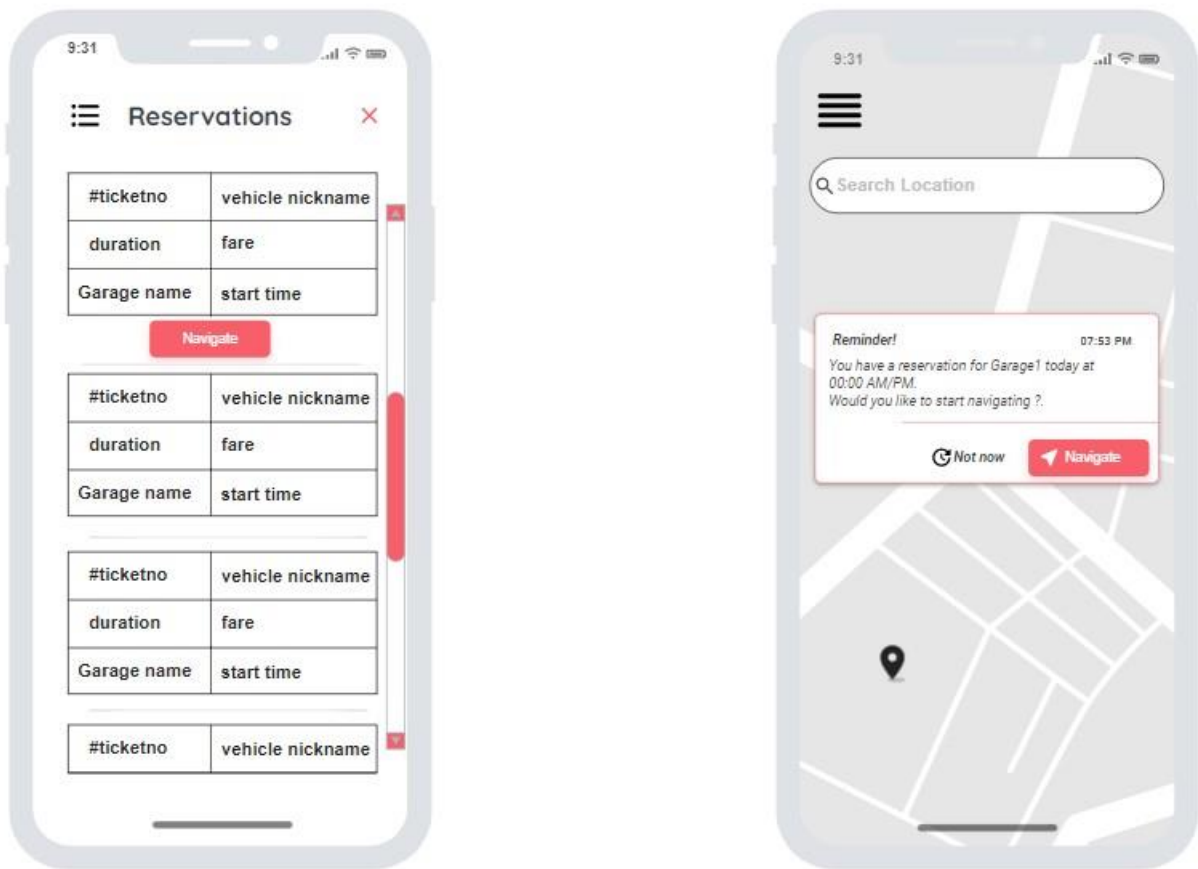 9:31
Reservations
#ticketno vehicle nickname
duration fare
Garage name start time
Navigate
#ticketno vehicle nickname
duration fare
Garage name start time
#ticketno vehicle nickname
duration fare
Garage name start time
#ticketno vehicle nickname
9:31
Search Location
Reminder! 07:53 PM
You have a reservation for Garage1 today at
00:00 AM/PM.
Would you like to start navigating ?.
Not now Navigate